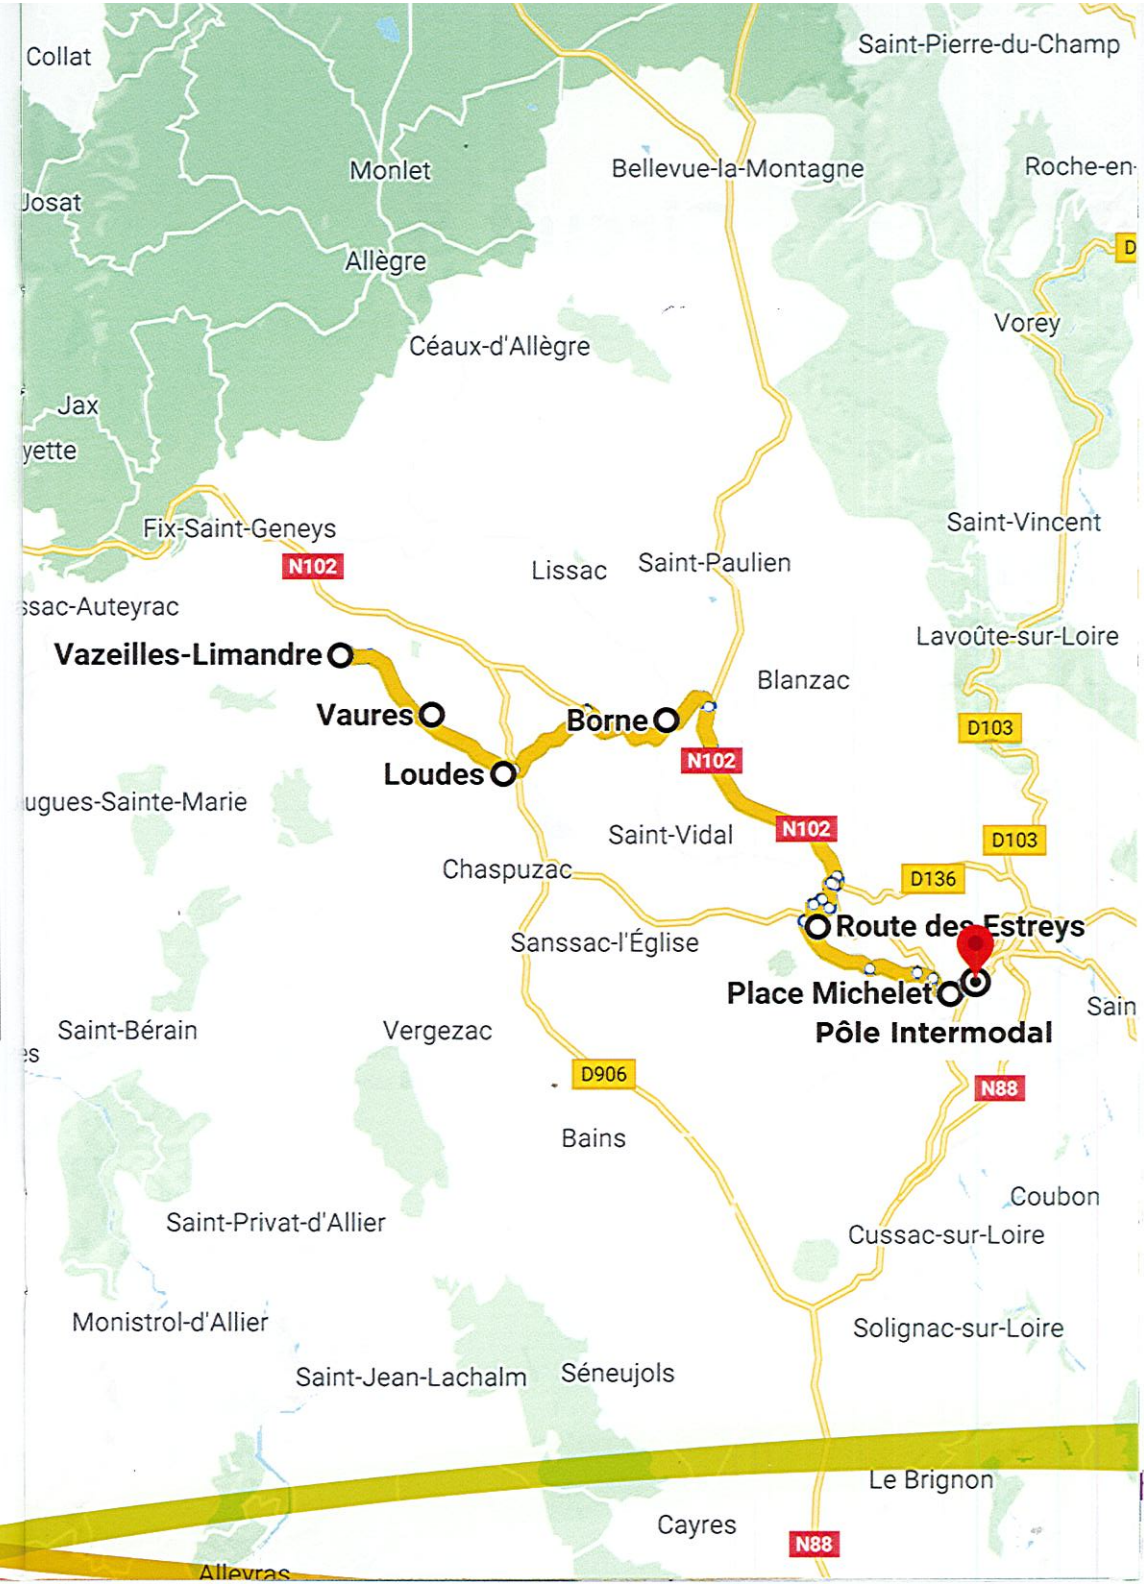 Saint-Pierre-du-Champ
Collat
Monlet
Bellevue-la-Montagne
Roche-en-
Josat
D
Allègre
Vorey
Céaux-d'Allègre
Jax
yette
Saint-Vincent
Fix-Saint-Geneys
N102
Lissac
Saint-Paulien
ssac-Auteyrac
Lavoûte-sur-Loire
Vazeilles-Limandre
Blanzac
Vaures
Borne
D103
N102
Loudes
ugues-Sainte-Marie
Saint-Vidal
N102
D103
Chaspuzac
D136
Route des Estreys
Sanssac-l'Église
Place Michelet
Sain
Pôle Intermodal
Saint-Bérain
Vergezac
es
D906
N88
Bains
Coubon
Saint-Privat-d'Allier
Cussac-sur-Loire
Monistrol-d'Allier
Solignac-sur-Loire
Saint-Jean-Lachalm
Séneujols
Le Brignon
Cayres
N88
Alleyras